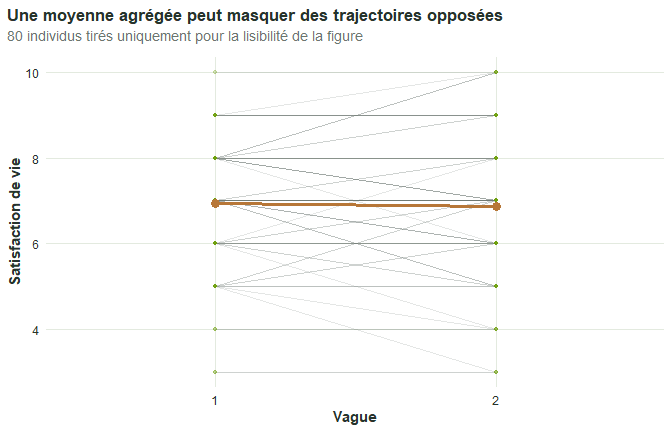 Une moyenne agrégée peut masquer des trajectoires opposées
80 individus tirés uniquement pour la lisibilité de la figure
10
8
6
4
Satisfaction de vie
1
2
Vague